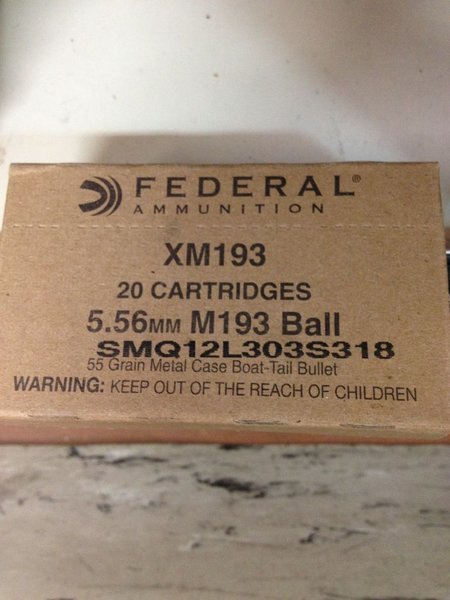 FEDERAL®
AMMUNITION
XM193
20 CARTRIDGES
5.56MM M193 Ball
SMQ12L303S318
55 Grain Metal Case Boat-Tail Bullet
WARNING: KEEP OUT OF THE REACH OF CHILDREN